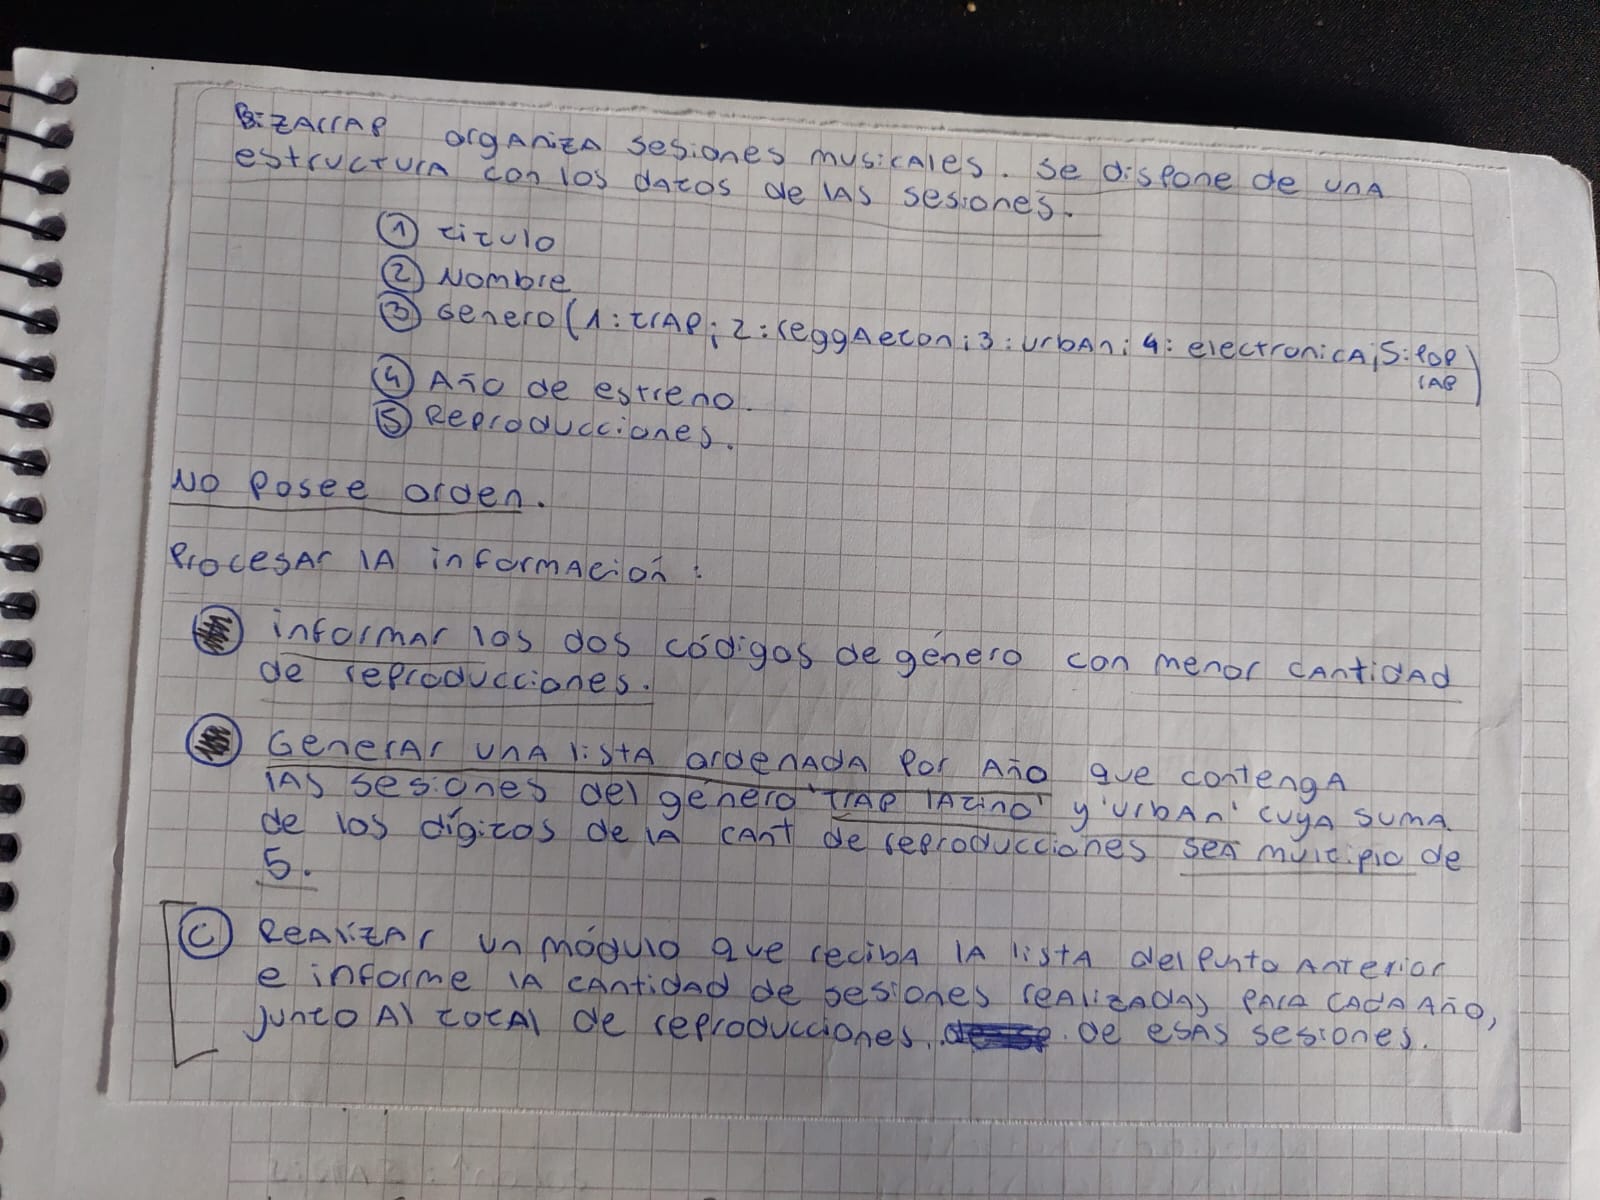 Bizarrap organiza sesiones musicales. Se dispone de una
estructura con los datos de las sesiones.
① titulo
② Nombre
③ Genero (1: trap; 2: reggaeton; 3: urban; 4: electronica; 5: pop
rap)
④ Año de estreno.
⑤ Reproducciones.
No posee orden.
Procesar la información:
informar los dos códigos de género con menor cantidad
de reproducciones.
Generar una lista ordenada por año que contenga
las sesiones del género 'trap latino' y 'urban' cuya suma
de los dígitos de la cant de reproducciones sea multiplo de
5.
Ⓒ Realizar un módulo que reciba la lista del punto anterior
e informe la cantidad de sesiones realizadas para cada año,
junto al total de reproducciones. de esas sesiones.